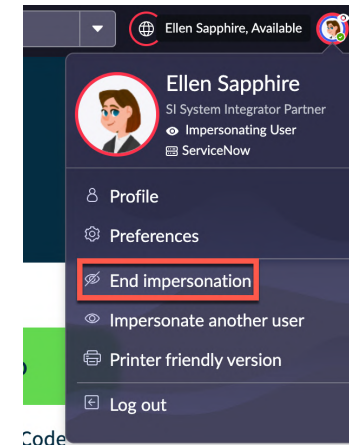 Ellen Sapphire, Available
Ellen Sapphire
SI System Integrator Partner
Impersonating User
ServiceNow
Profile
Preferences
End impersonation
Impersonate another user
Printer friendly version
Log out
Code